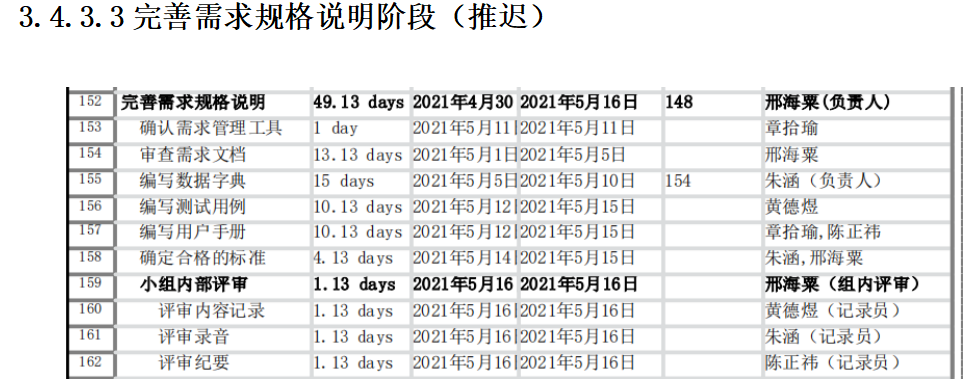 3.4.3.3 完善需求规格说明阶段（推迟）
152 完善需求规格说明 49.13 days 2021年4月30 2021年5月16日 148 邢海粟(负责人)
153 确认需求管理工具 1 day 2021年5月11日 2021年5月11日 章拾瑜
154 审查需求文档 13.13 days 2021年5月1日 2021年5月5日 邢海粟
155 编写数据字典 15 days 2021年5月5日 2021年5月10日 154 朱涵（负责人）
156 编写测试用例 10.13 days 2021年5月12日 2021年5月15日 黄德煜
157 编写用户手册 10.13 days 2021年5月12日 2021年5月15日 章拾瑜,陈正祎
158 确定合格的标准 4.13 days 2021年5月14日 2021年5月15日 朱涵,邢海粟
159 小组内部评审 1.13 days 2021年5月16 2021年5月16日 邢海粟（组内评审）
160 评审内容记录 1.13 days 2021年5月16日 2021年5月16日 黄德煜（记录员）
161 评审录音 1.13 days 2021年5月16日 2021年5月16日 朱涵（记录员）
162 评审纪要 1.13 days 2021年5月16日 2021年5月16日 陈正祎（记录员）